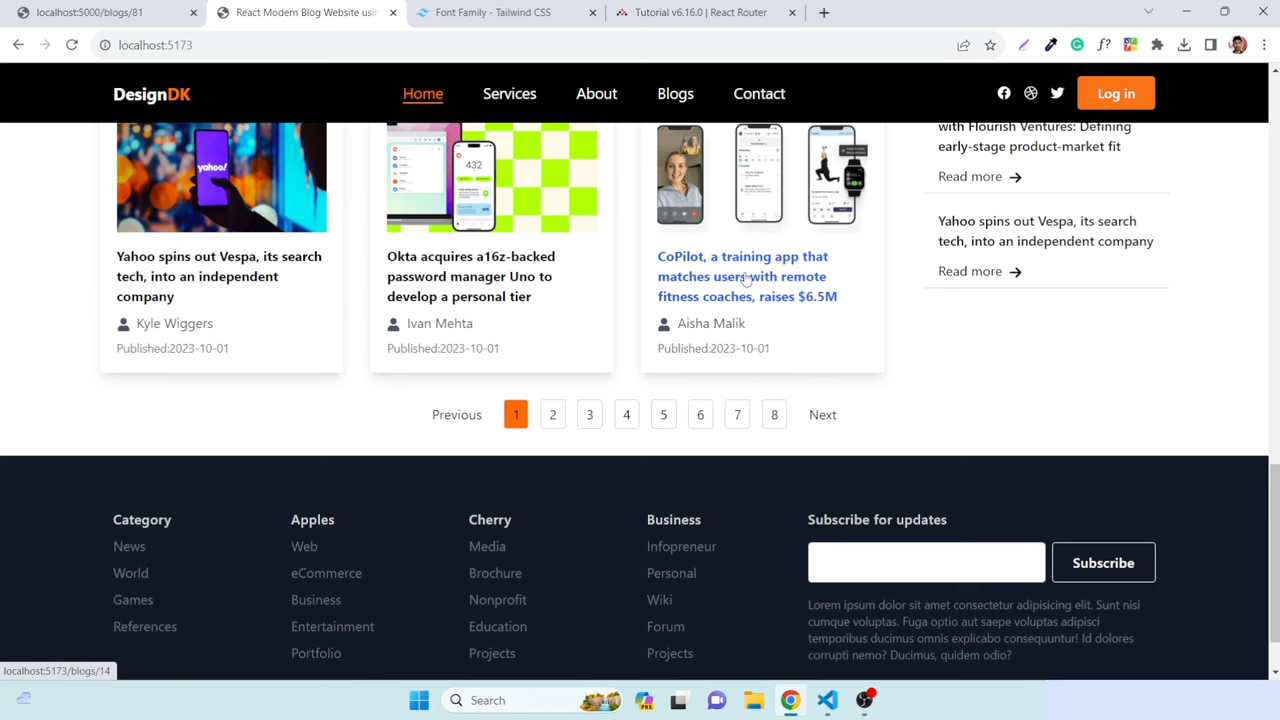 localhost:5000/blogs/81
React Modern Blog Website usin
Font Family - Tailwind CSS
Tutorial v6.16.0 | React Router
localhost:5173
f?
DesignDK
Home
Services
About
Blogs
Contact
Log in
yahoo!
432
Yahoo spins out Vespa, its search
tech, into an independent
company
Kyle Wiggers
Published:2023-10-01
Okta acquires a16z-backed
password manager Uno to
develop a personal tier
Ivan Mehta
Published:2023-10-01
CoPilot, a training app that
matches users with remote
fitness coaches, raises $6.5M
Aisha Malik
Published:2023-10-01
with Flourish Ventures: Defining
early-stage product-market fit
Read more
Yahoo spins out Vespa, its search
tech, into an independent company
Read more
Previous
1
2
3
4
5
6
7
8
Next
Category
News
World
Games
References
Apples
Web
eCommerce
Business
Entertainment
Portfolio
Cherry
Media
Brochure
Nonprofit
Education
Projects
Business
Infopreneur
Personal
Wiki
Forum
Projects
Subscribe for updates
Subscribe
Lorem ipsum dolor sit amet consectetur adipisicing elit. Sunt nisi
cumque voluptas. Fuga optio aut saepe voluptas adipisci
temporibus ducimus omnis explicabo consequuntur! Id dolores
corrupti nemo? Ducimus, quidem odio?
localhost:5173/blogs/14
Search
PRE